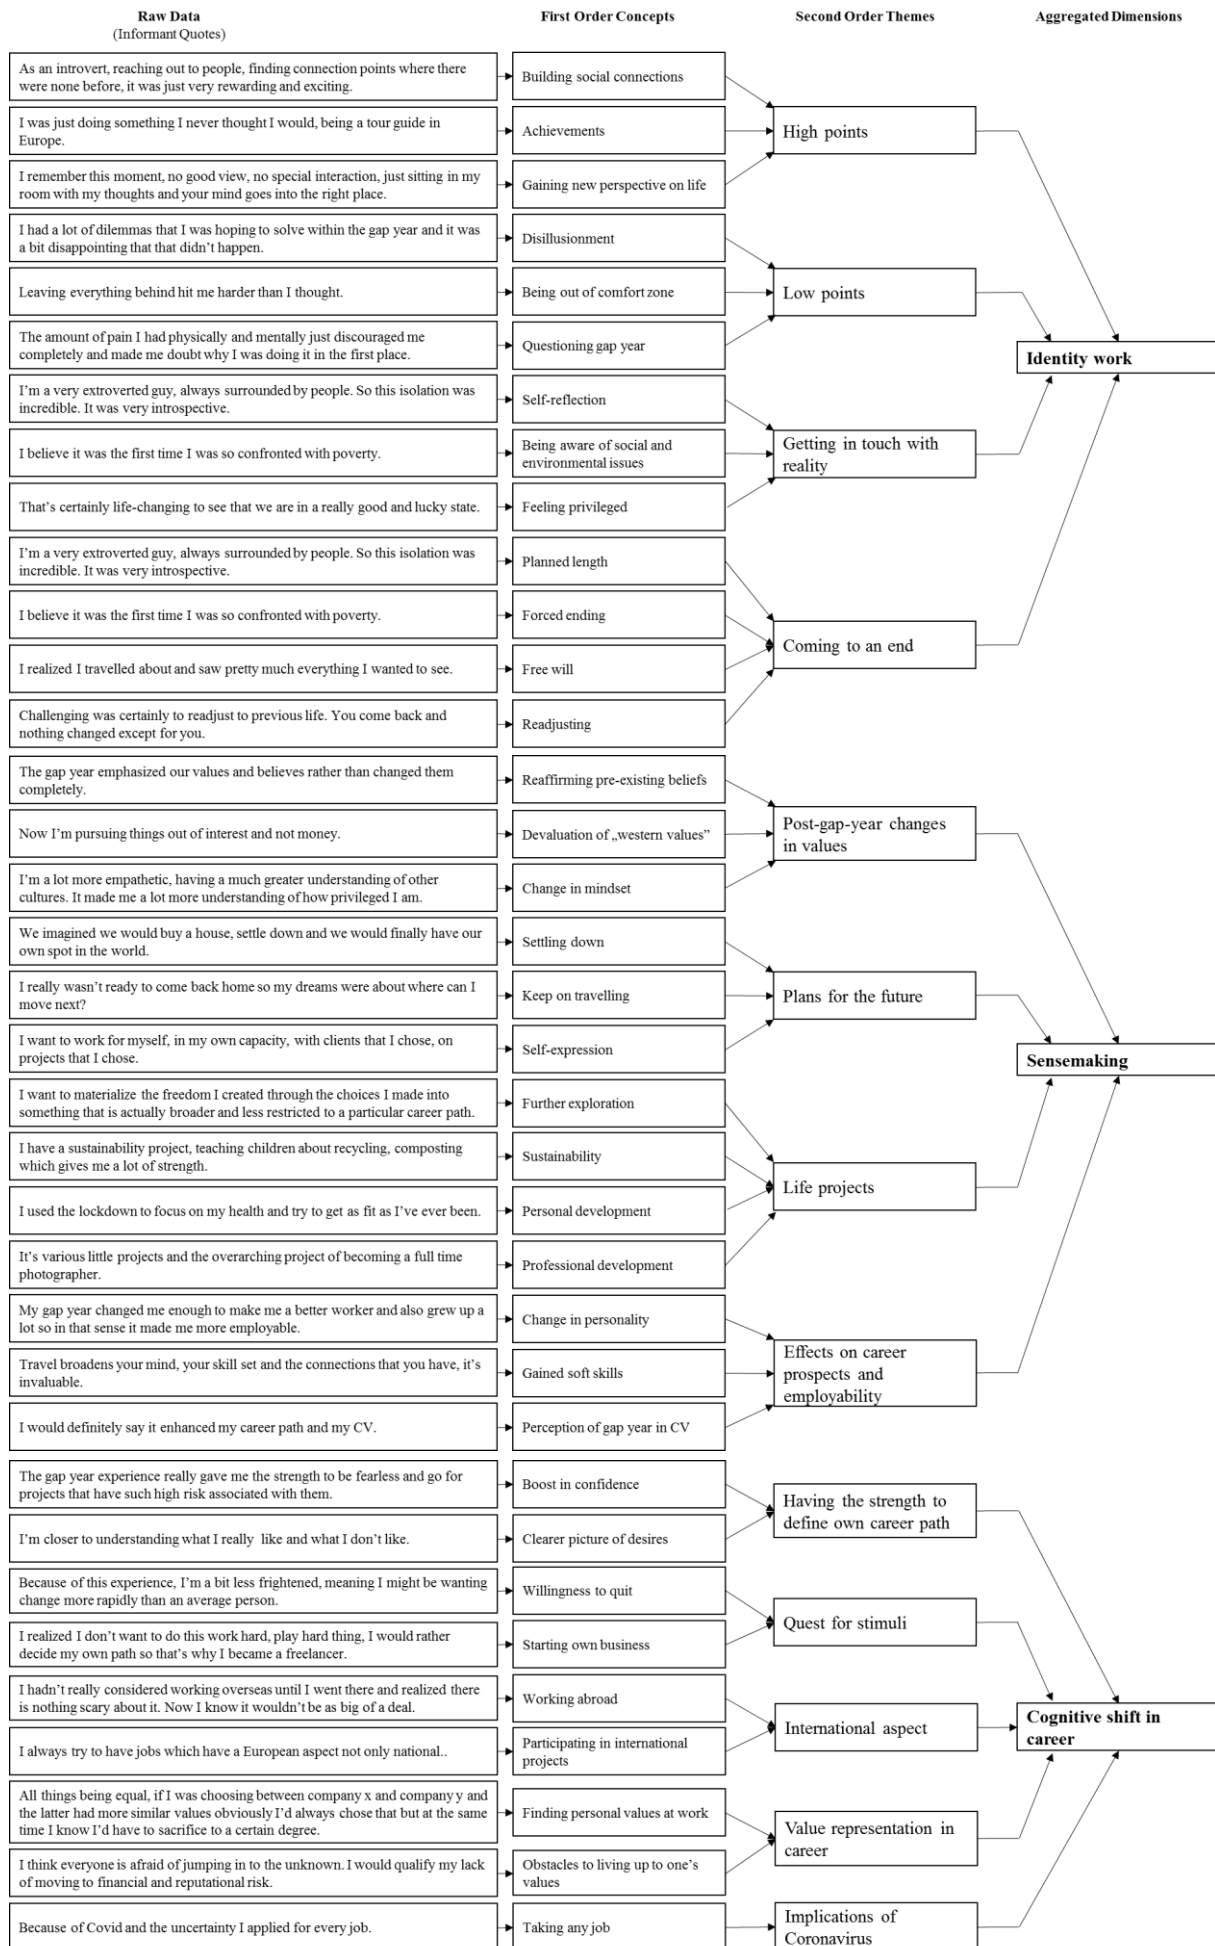 Raw Data
(Informant Quotes)
First Order Concepts
Second Order Themes
Aggregated Dimensions
As an introvert, reaching out to people, finding connection points where there
were none before, it was just very rewarding and exciting.
Building social connections
I was just doing something I never thought I would, being a tour guide in
Europe.
Achievements
High points
I remember this moment, no good view, no special interaction, just sitting in my
room with my thoughts and your mind goes into the right place.
Gaining new perspective on life
I had a lot of dilemmas that I was hoping to solve within the gap year and it was
a bit disappointing that that didn't happen.
Disillusionment
Leaving everything behind hit me harder than I thought.
Being out of comfort zone
Low points
The amount of pain I had physically and mentally just discouraged me
completely and made me doubt why I was doing it in the first place.
Questioning gap year
Identity work
I'm a very extroverted guy, always surrounded by people. So this isolation was
incredible. It was very introspective.
Self-reflection
I believe it was the first time I was so confronted with poverty.
Being aware of social and
environmental issues
Getting in touch with
reality
That's certainly life-changing to see that we are in a really good and lucky state.
Feeling privileged
I'm a very extroverted guy, always surrounded by people. So this isolation was
incredible. It was very introspective.
Planned length
I believe it was the first time I was so confronted with poverty.
Forced ending
Coming to an end
I realized I travelled about and saw pretty much everything I wanted to see.
Free will
Challenging was certainly to readjust to previous life. You come back and
nothing changed except for you.
Readjusting
The gap year emphasized our values and believes rather than changed them
completely.
Reaffirming pre-existing beliefs
Now I'm pursuing things out of interest and not money.
Devaluation of „western values”
Post-gap-year changes
in values
I'm a lot more empathetic, having a much greater understanding of other
cultures. It made me a lot more understanding of how privileged I am.
Change in mindset
We imagined we would buy a house, settle down and we would finally have our
own spot in the world.
Settling down
I really wasn't ready to come back home so my dreams were about where can I
move next?
Keep on travelling
Plans for the future
I want to work for myself, in my own capacity, with clients that I chose, on
projects that I chose.
Self-expression
Sensemaking
I want to materialize the freedom I created through the choices I made into
something that is actually broader and less restricted to a particular career path.
Further exploration
I have a sustainability project, teaching children about recycling, composting
which gives me a lot of strength.
Sustainability
Life projects
I used the lockdown to focus on my health and try to get as fit as I've ever been.
Personal development
It's various little projects and the overarching project of becoming a full time
photographer.
Professional development
My gap year changed me enough to make me a better worker and also grew up a
lot so in that sense it made me more employable.
Change in personality
Travel broadens your mind, your skill set and the connections that you have, it's
invaluable.
Gained soft skills
Effects on career
prospects and
employability
I would definitely say it enhanced my career path and my CV.
Perception of gap year in CV
The gap year experience really gave me the strength to be fearless and go for
projects that have such high risk associated with them.
Boost in confidence
Having the strength to
define own career path
I'm closer to understanding what I really like and what I don't like.
Clearer picture of desires
Because of this experience, I'm a bit less frightened, meaning I might be wanting
change more rapidly than an average person.
Willingness to quit
Quest for stimuli
I realized I don't want to do this work hard, play hard thing, I would rather
decide my own path so that's why I became a freelancer.
Starting own business
I hadn't really considered working overseas until I went there and realized there
is nothing scary about it. Now I know it wouldn't be as big of a deal.
Working abroad
International aspect
Cognitive shift in
career
I always try to have jobs which have a European aspect not only national..
Participating in international
projects
All things being equal, if I was choosing between company x and company y and
the latter had more similar values obviously I'd always chose that but at the same
time I know I'd have to sacrifice to a certain degree.
Finding personal values at work
Value representation in
career
I think everyone is afraid of jumping in to the unknown. I would qualify my lack
of moving to financial and reputational risk.
Obstacles to living up to one's
values
Because of Covid and the uncertainty I applied for every job.
Taking any job
Implications of
Coronavirus